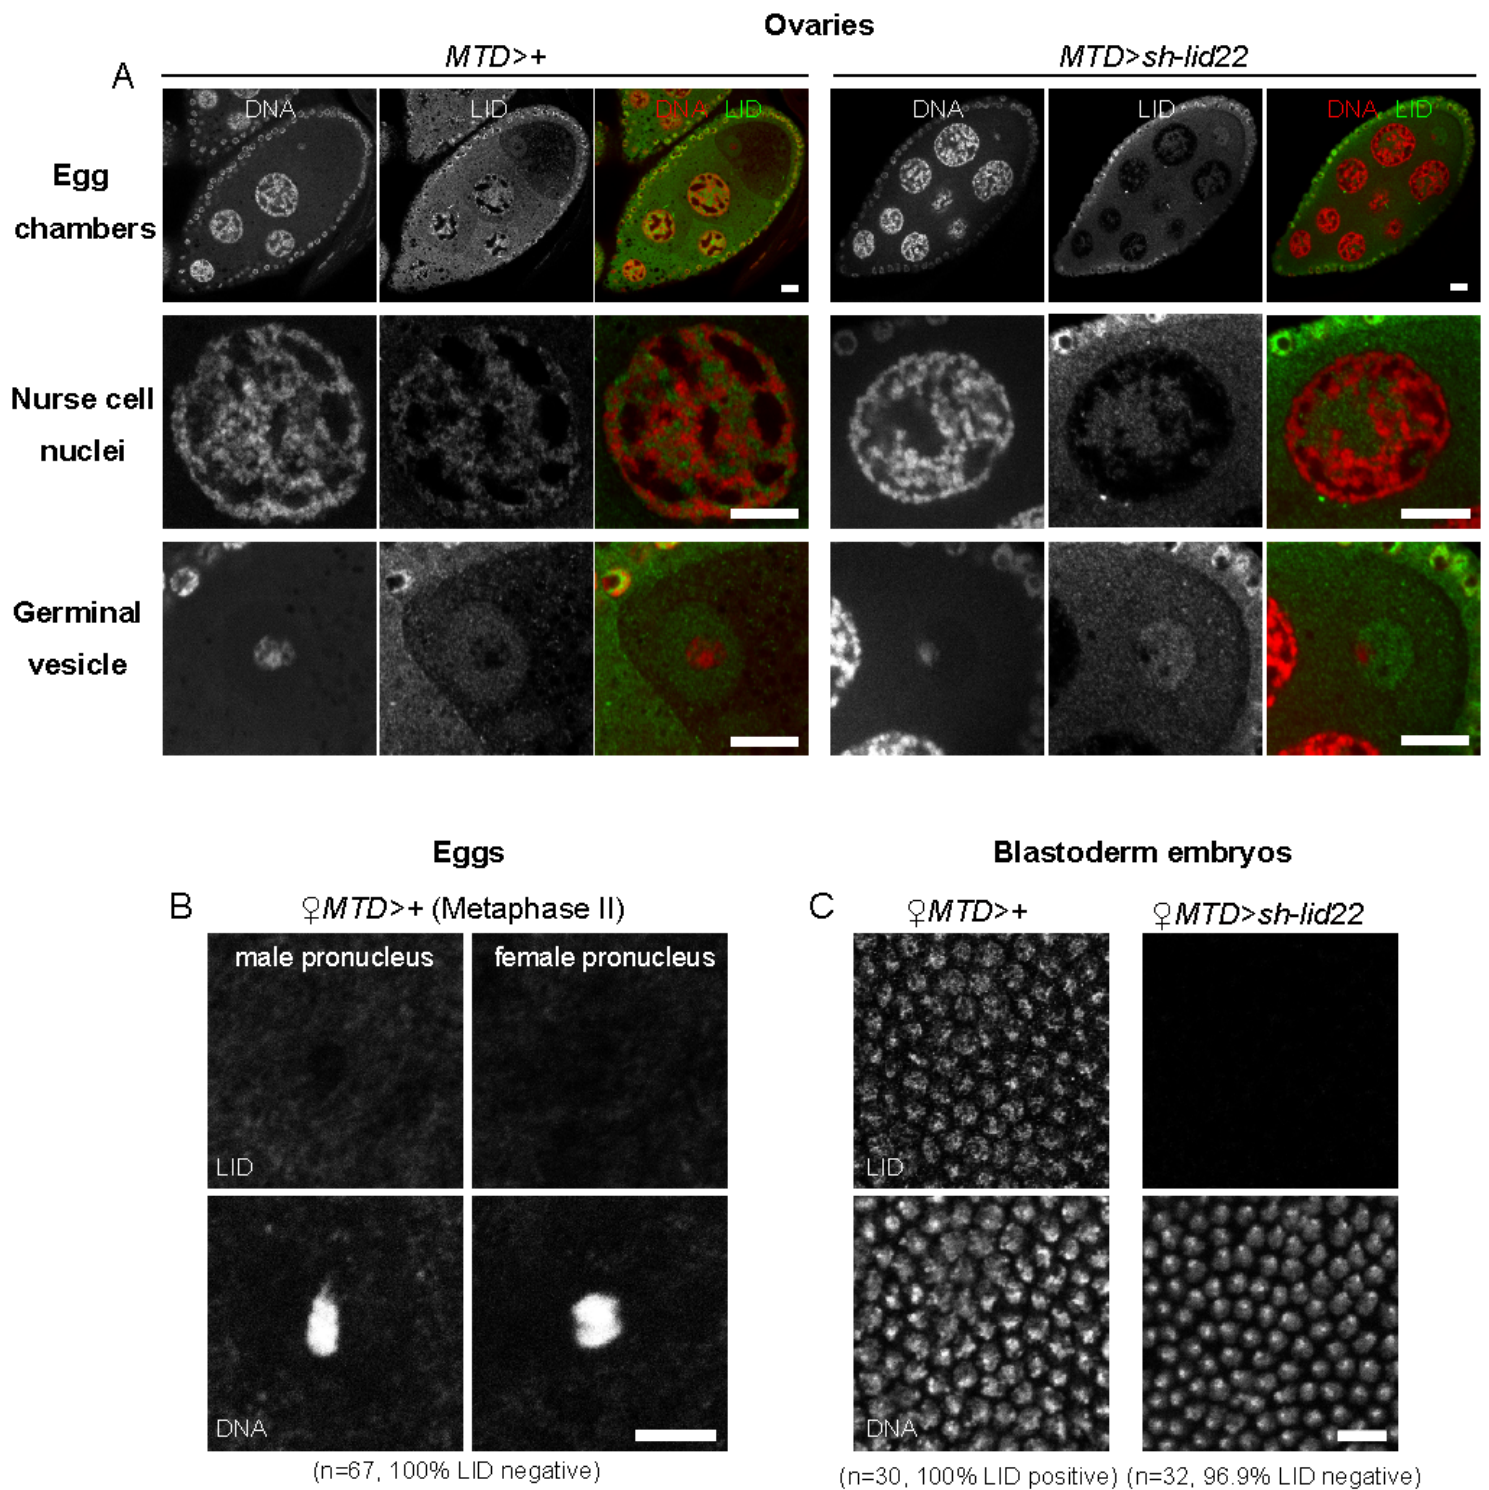 Ovaries
MTD>+
MTD>sh-lid22
A
DNA
LID
DNA LID
DNA
LID
DNA LID
Egg
chambers
Nurse cell
nuclei
Germinal
vesicle
Eggs
Blastoderm embryos
B
♀MTD>+ (Metaphase II)
C
♀MTD>+
♀MTD>sh-lid22
male pronucleus
female pronucleus
LID
LID
DNA
DNA
(n=67, 100% LID negative)
(n=30, 100% LID positive)
(n=32, 96.9% LID negative)